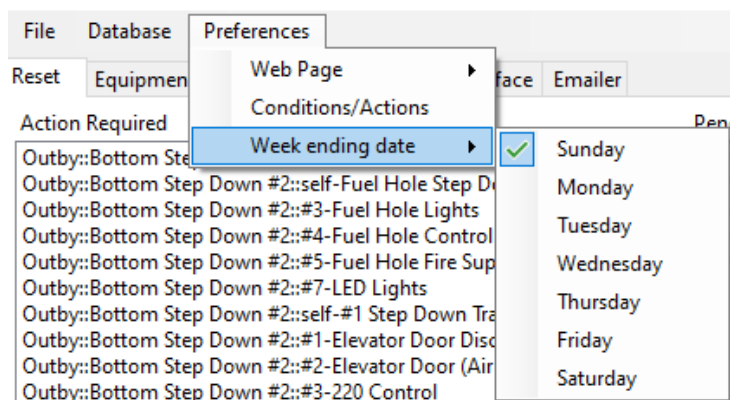 File Database Preferences
Reset Equipmen face Emailer
Web Page
Conditions/Actions
Week ending date
Sunday
Monday
Tuesday
Wednesday
Thursday
Friday
Saturday
Action Required Pen
Outby::Bottom Ste
Outby::Bottom Step Down #2::self-Fuel Hole Step D
Outby::Bottom Step Down #2::#3-Fuel Hole Lights
Outby::Bottom Step Down #2::#4-Fuel Hole Control
Outby::Bottom Step Down #2::#5-Fuel Hole Fire Sup
Outby::Bottom Step Down #2::#7-LED Lights
Outby::Bottom Step Down #2::self-#1 Step Down Tra
Outby::Bottom Step Down #2::#1-Elevator Door Disc
Outby::Bottom Step Down #2::#2-Elevator Door (Air
Outby::Bottom Step Down #2::#3-220 Control